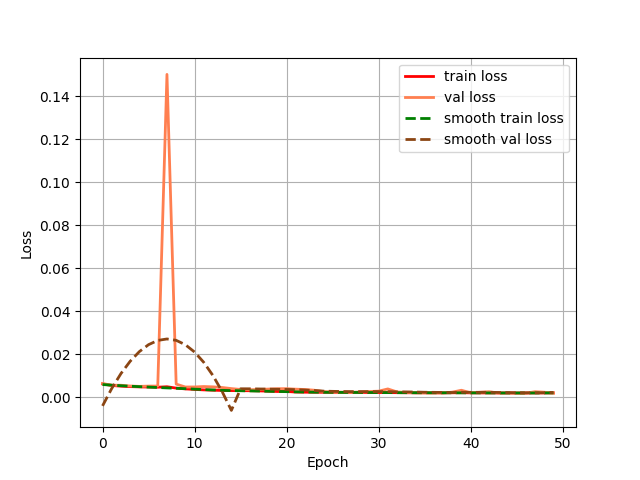 train loss
val loss
smooth train loss
smooth val loss
0.14
0.12
0.10
0.08
0.06
0.04
0.02
0.00
Loss
0 10 20 30 40 50
Epoch